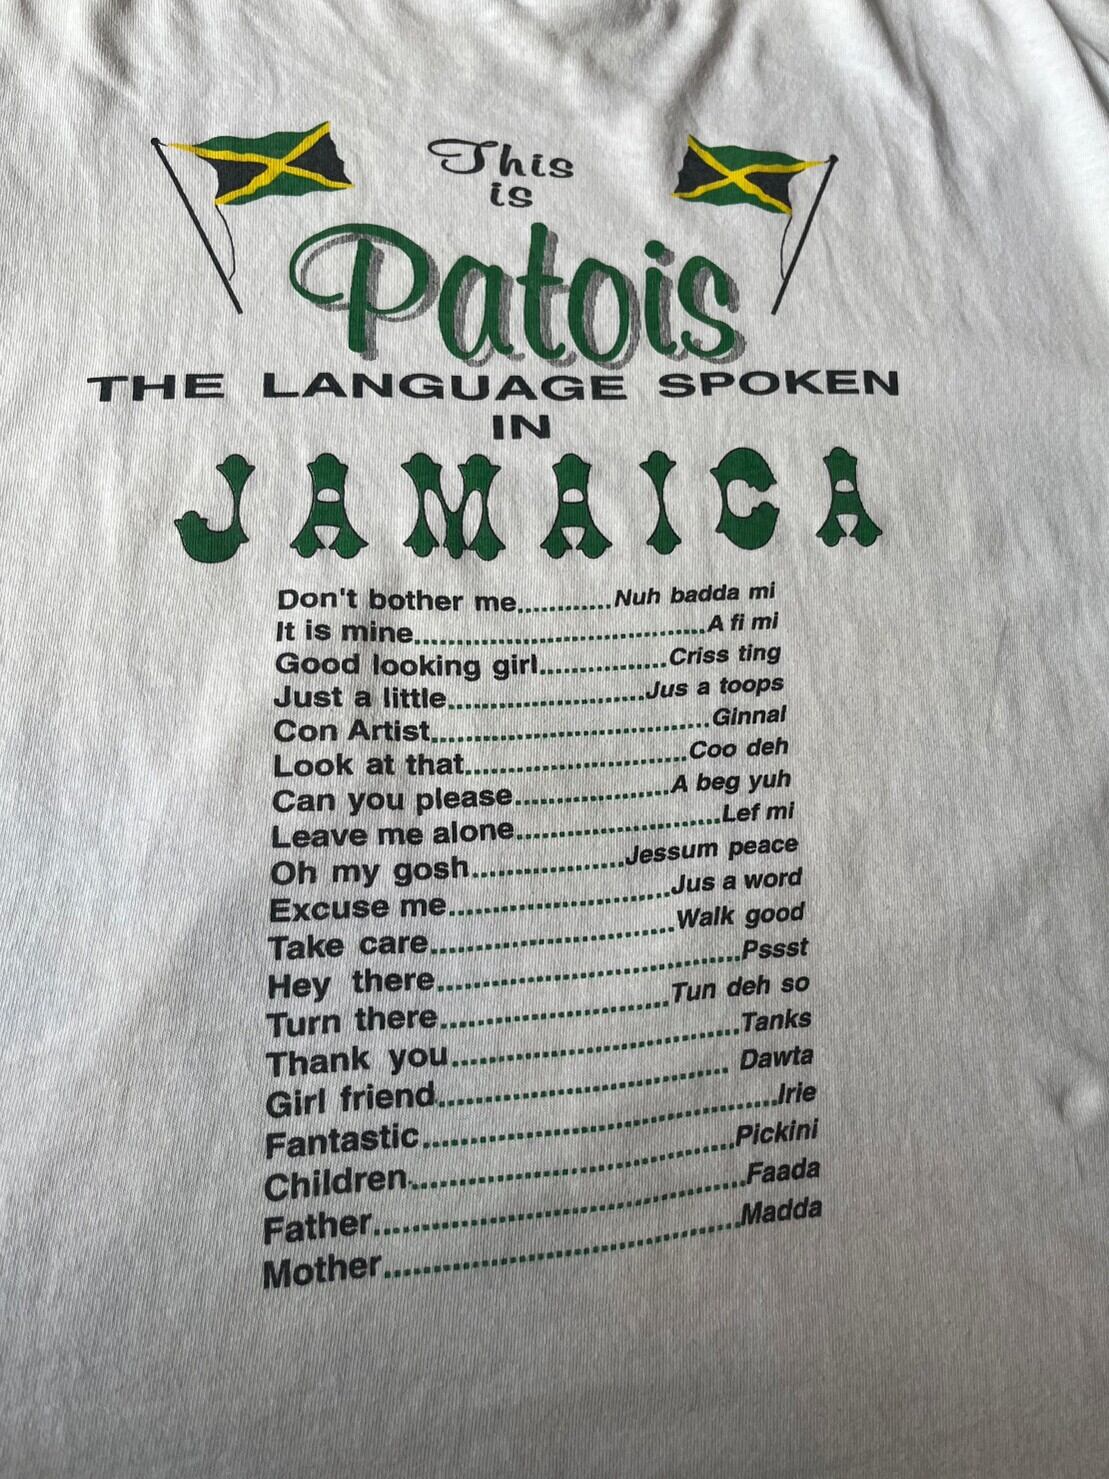 This
is
Patois
THE LANGUAGE SPOKEN
IN
JAMAICA
Don't bother me............Nuh badda mi
It is mine..................................A fi mi
Good looking girl...............Criss ting
Just a little.......................Jus a toops
Con Artist.................................Ginnal
Look at that..........................Coo deh
Can you please..................A beg yuh
Leave me alone........................Lef mi
Oh my gosh..................Jessum peace
Excuse me..........................Jus a word
Take care.............................Walk good
Hey there....................................Pssst
Turn there...........................Tun deh so
Thank you..................................Tanks
Girl friend.................................. Dawta
Fantastic.........................................Irie
Children.....................................Pickini
Father...........................................Faada
Mother.........................................Madda